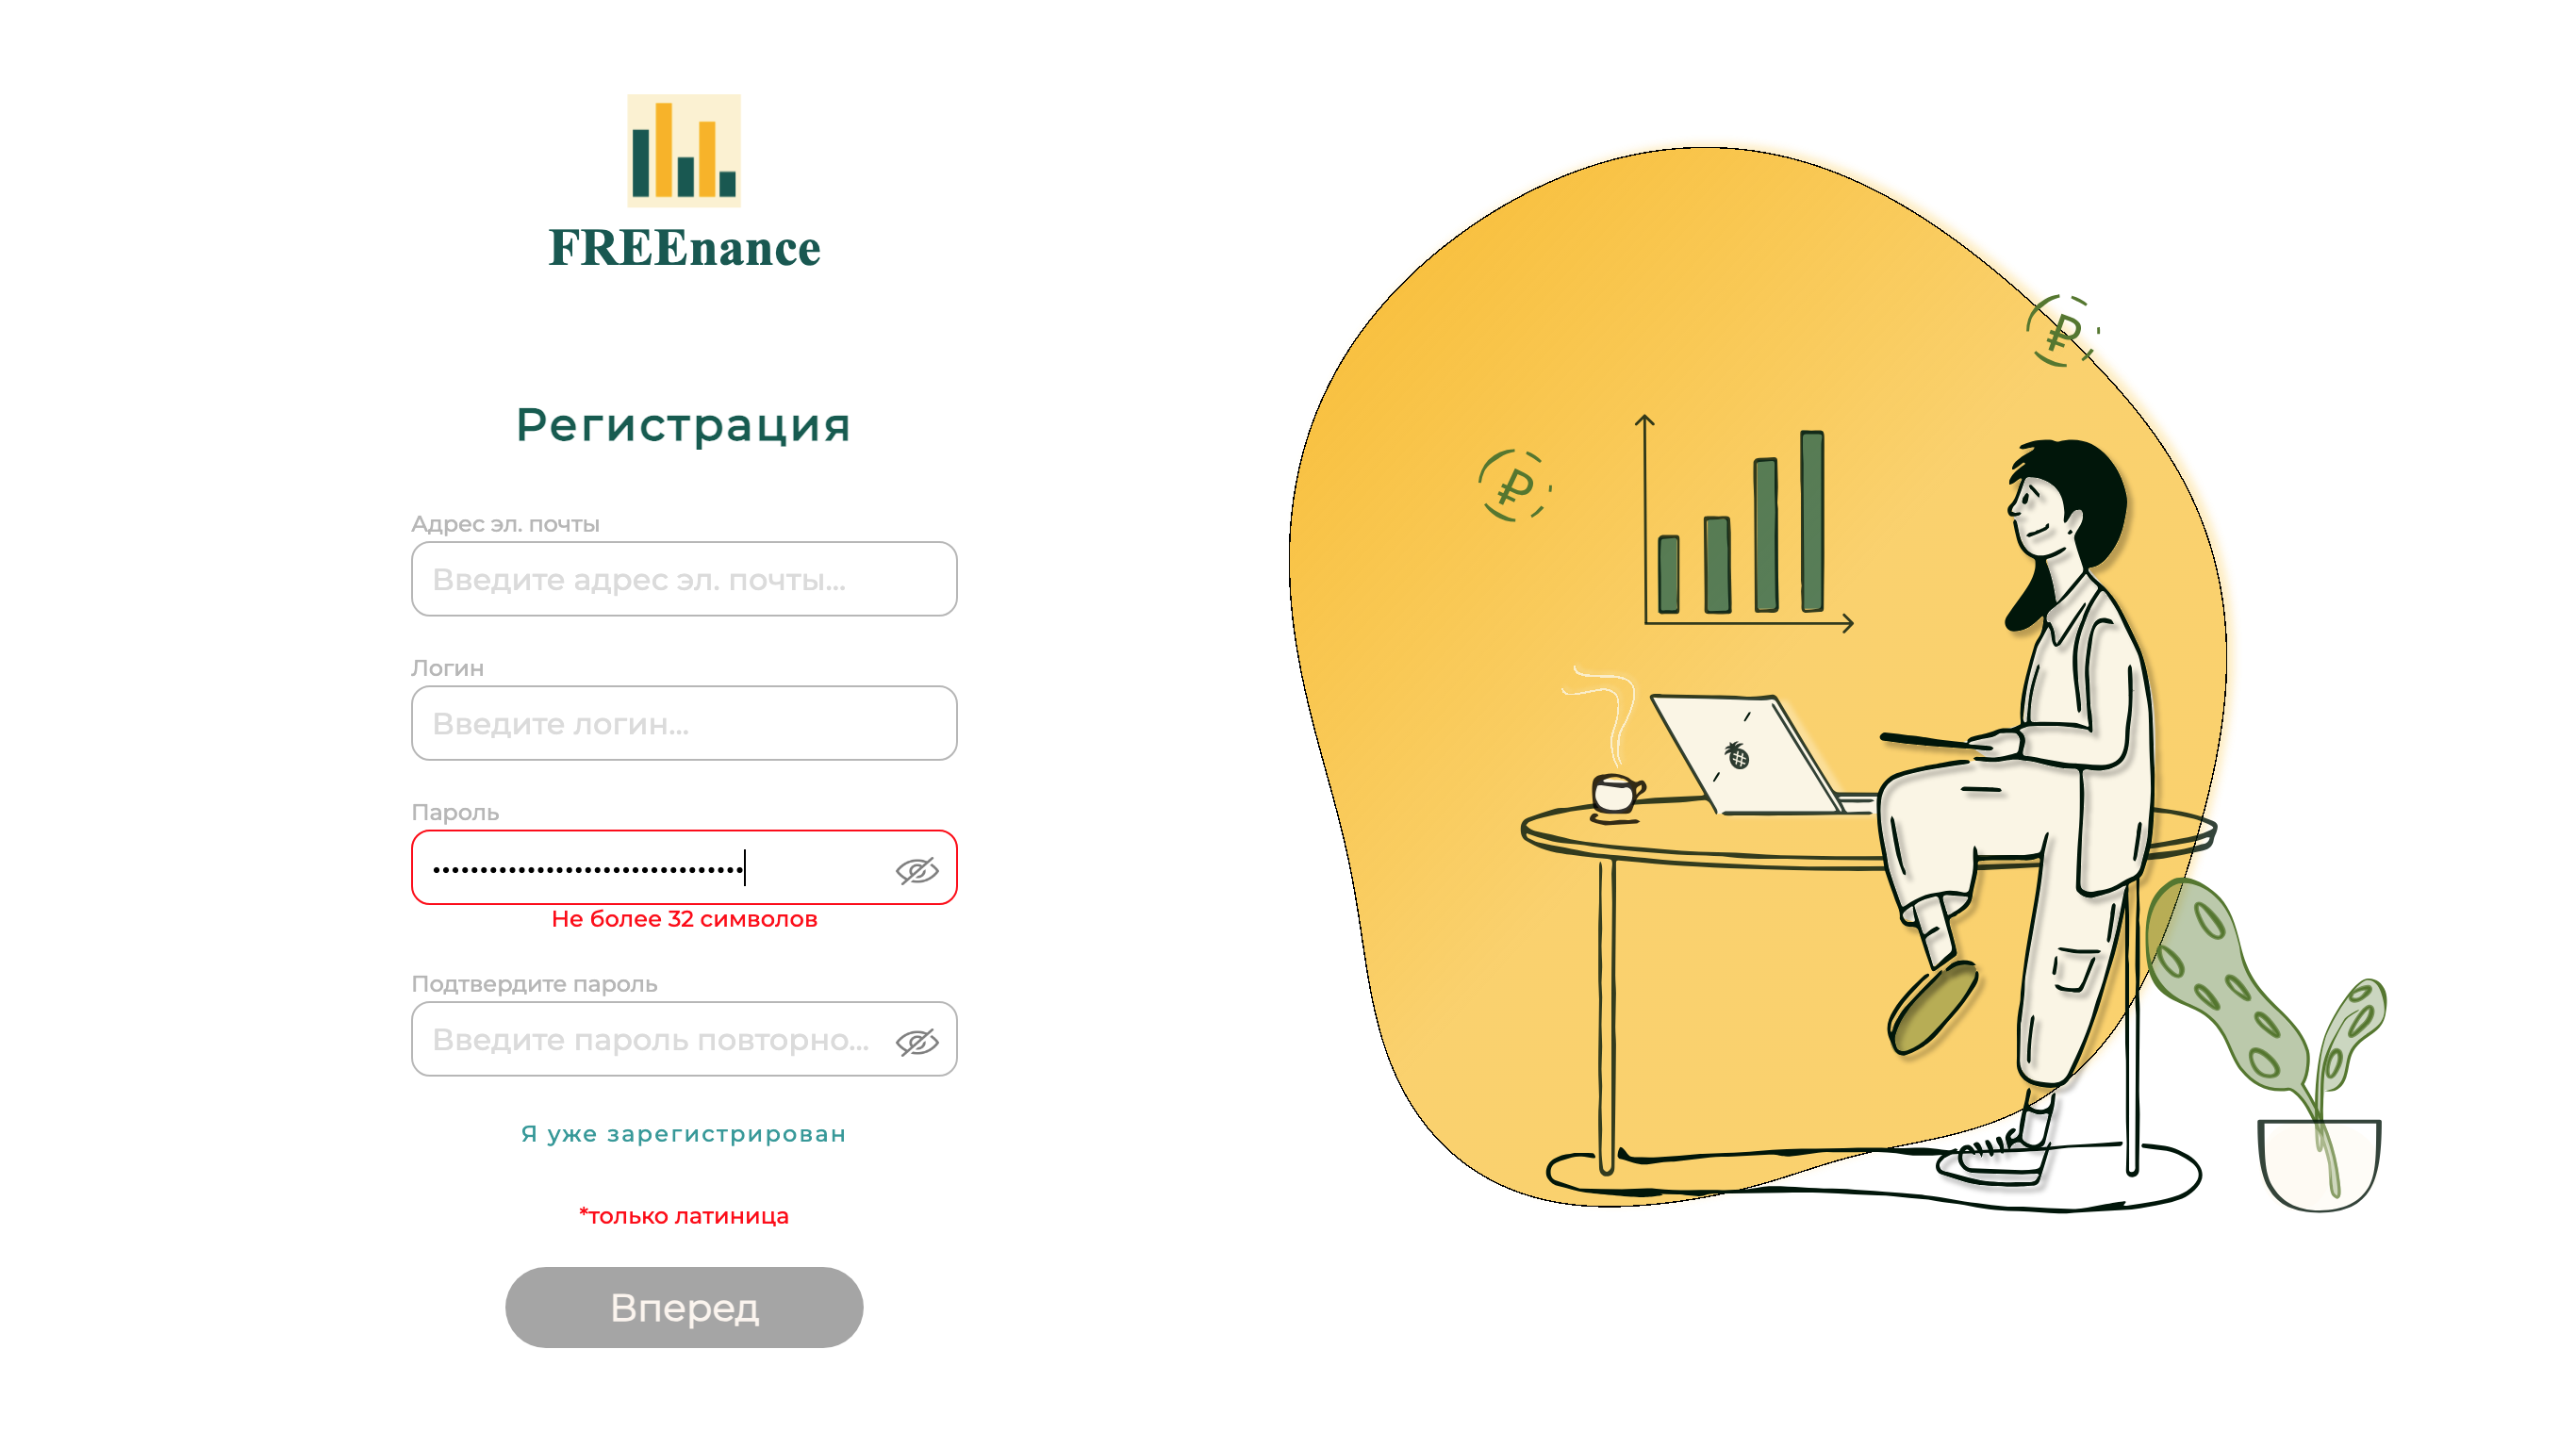 FREEnance
Регистрация
Адрес эл. почты
Введите адрес эл. почты...
Логин
Введите логин...
Пароль
Не более 32 символов
Подтвердите пароль
Введите пароль повторно...
Я уже зарегистрирован
*только латиница
Вперед
₽
₽